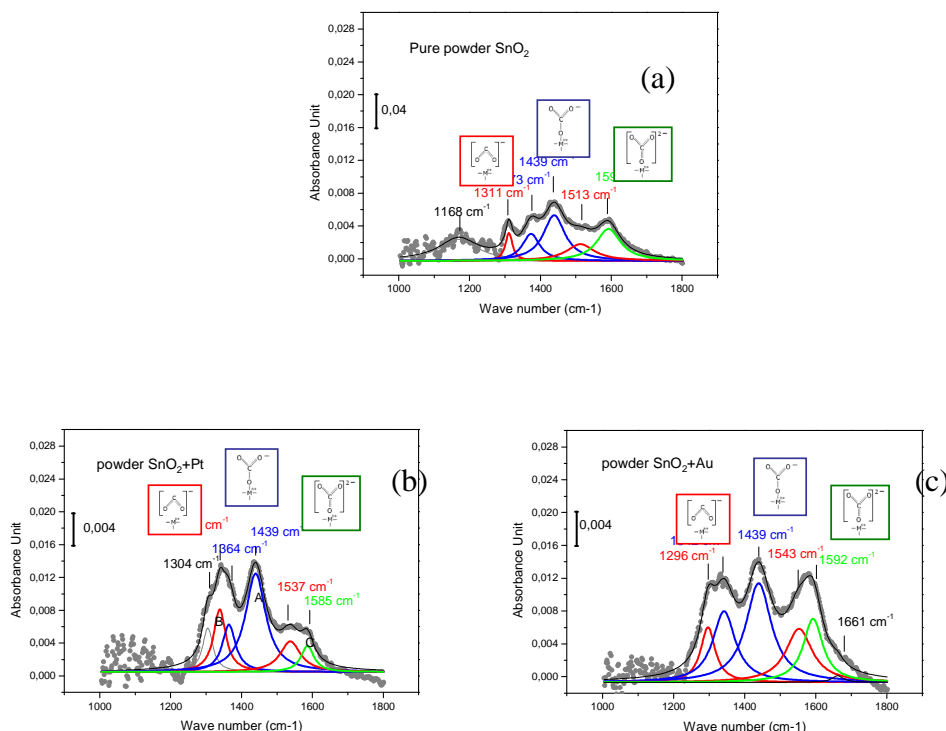 0,028
Pure powder SnO₂
(a)
0,024
0,020
0,04
0,016
Absorbance Unit
0,012
1439 cm⁻¹
0,008
73 cm⁻¹
1311 cm⁻¹
1513 cm⁻¹
159
1168 cm⁻¹
0,004
0,000
1000 1200 1400 1600 1800
Wave number (cm-1)
0,028
powder SnO₂+Pt
(b)
0,024
0,020
0,004
0,016
Absorbance Unit
cm⁻¹
1439 cm⁻¹
1364 cm⁻¹
1304 cm⁻¹
0,012
1537 cm⁻¹
1585 cm⁻¹
A
B
C
0,008
0,004
0,000
1000 1200 1400 1600 1800
Wave number (cm-1)
0,028
powder SnO₂+Au
(c)
0,024
0,020
0,004
0,016
Absorbance Unit
1439 cm⁻¹
1543 cm⁻¹
1296 cm⁻¹
1592 cm⁻¹
0,012
0,008
1661 cm⁻¹
0,004
0,000
1000 1200 1400 1600 1800
Wave number (cm-1)